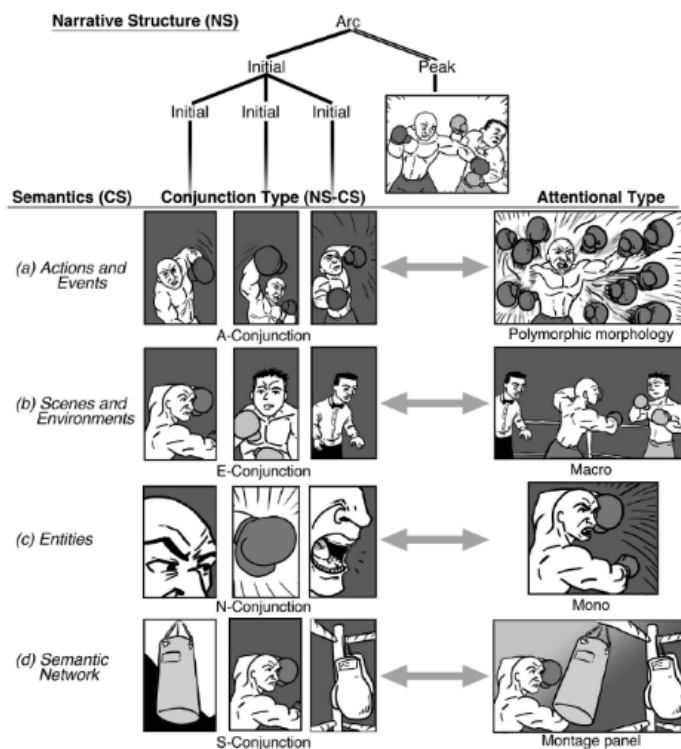 Narrative Structure (NS)
Arc
Initial
Peak
Initial Initial Initial
Semantics (CS) Conjunction Type (NS-CS) Attentional Type
(a) Actions and
Events
A-Conjunction
Polymorphic morphology
(b) Scenes and
Environments
E-Conjunction
Macro
(c) Entities
N-Conjunction
Mono
(d) Semantic
Network
S-Conjunction
Montage panel